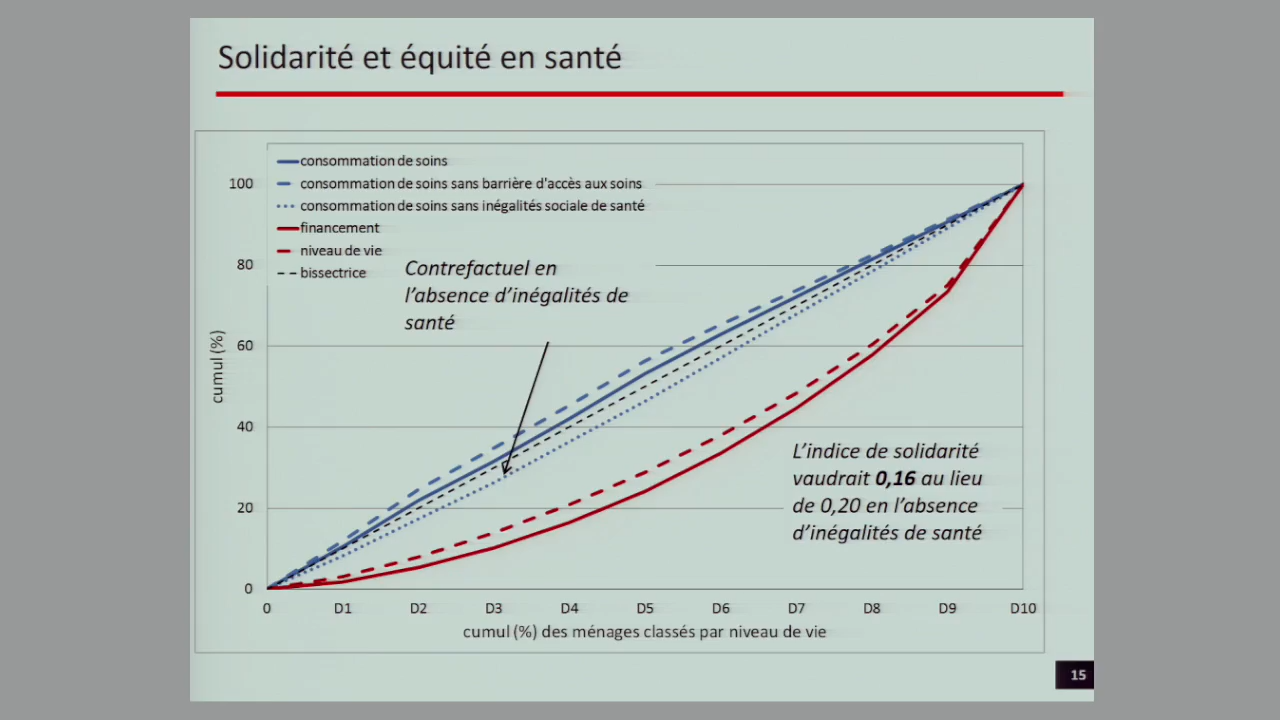 Solidarité et équité en santé
consommation de soins
consommation de soins sans barrière d'accès aux soins
consommation de soins sans inégalités sociale de santé
financement
niveau de vie
bissectrice
Contrefactuel en
l'absence d'inégalités de
santé
L'indice de solidarité
vaudrait 0,16 au lieu
de 0,20 en l'absence
d'inégalités de santé
cumul (%)
100
80
60
40
20
0
0 D1 D2 D3 D4 D5 D6 D7 D8 D9 D10
cumul (%) des ménages classés par niveau de vie
15